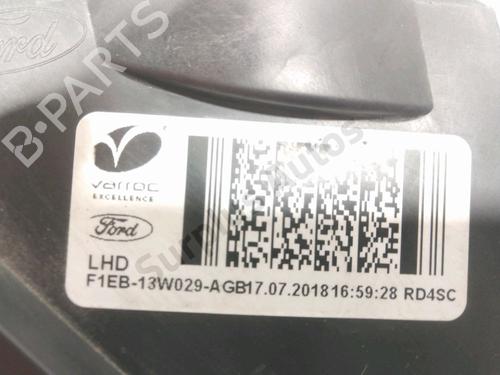 Ford
B-PARTS
varroc
EXCELLENCE
Ford
LHD
F1EB-13W029-AGB17.07.201816:59:28 RD4SC